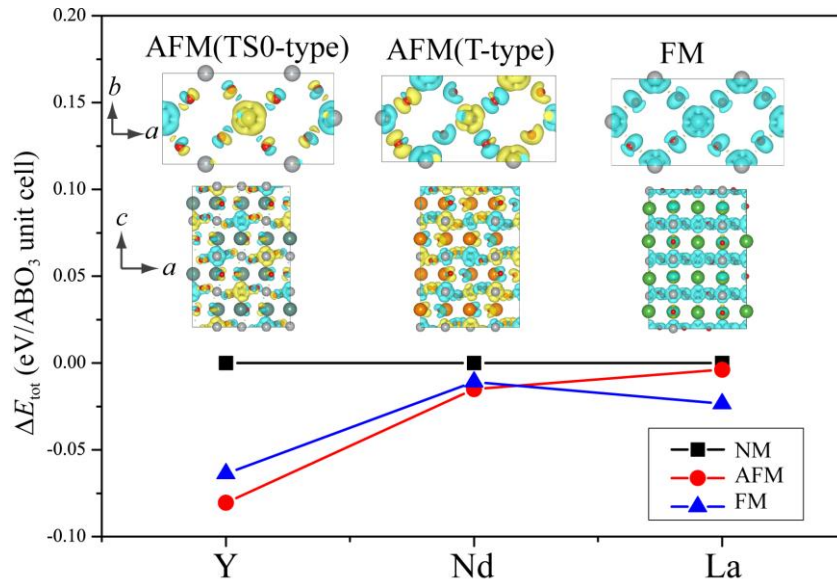 AFM(TS0-type) AFM(T-type) FM
b
a
c
a
0.20
0.15
0.10
0.05
0.00
-0.05
-0.10
ΔE_tot (eV/ABO₃ unit cell)
NM
AFM
FM
Y Nd La